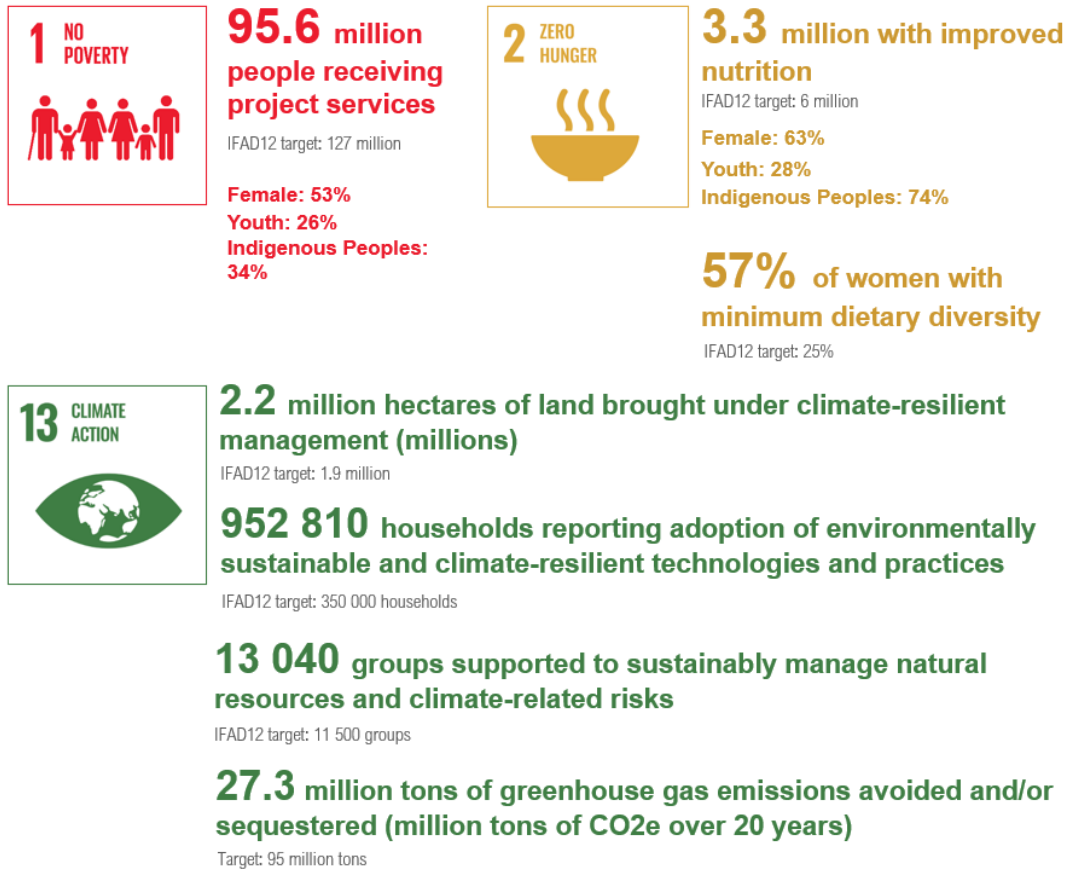 1 NO
POVERTY
95.6 million
people receiving
project services
IFAD12 target: 127 million
Female: 53%
Youth: 26%
Indigenous Peoples:
34%
2 ZERO
HUNGER
3.3 million with improved
nutrition
IFAD12 target: 6 million
Female: 63%
Youth: 28%
Indigenous Peoples: 74%
57% of women with
minimum dietary diversity
IFAD12 target: 25%
13 CLIMATE
ACTION
2.2 million hectares of land brought under climate-resilient
management (millions)
IFAD12 target: 1.9 million
952 810 households reporting adoption of environmentally
sustainable and climate-resilient technologies and practices
IFAD12 target: 350 000 households
13 040 groups supported to sustainably manage natural
resources and climate-related risks
IFAD12 target: 11 500 groups
27.3 million tons of greenhouse gas emissions avoided and/or
sequestered (million tons of CO2e over 20 years)
Target: 95 million tons